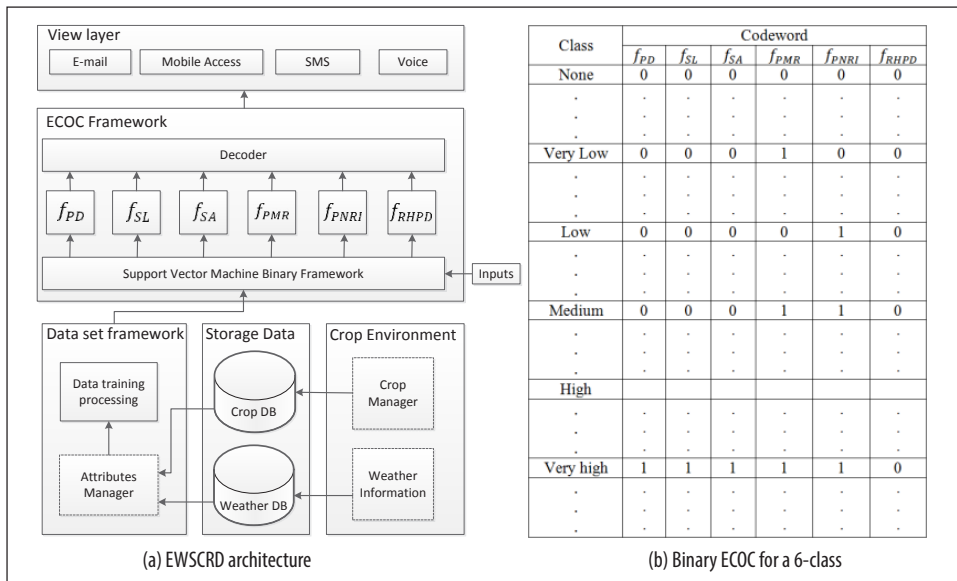 View layer
E-mail Mobile Access SMS Voice
ECOC Framework
Decoder
f_PD f_SL f_SA f_PMR f_PNRI f_RHPD
Support Vector Machine Binary Framework
Inputs
Data set framework
Data training
processing
Attributes
Manager
Storage Data
Crop DB
Weather DB
Crop Environment
Crop
Manager
Weather
Information
(a) EWSCRD architecture
Class Codeword
f_PD f_SL f_SA f_PMR f_PNRI f_RHPD
None 0 0 0 0 0 0
. . . . . . .
. . . . . . .
. . . . . . .
Very Low 0 0 0 1 0 0
. . . . . . .
. . . . . . .
. . . . . . .
Low 0 0 0 0 1 0
. . . . . . .
. . . . . . .
. . . . . . .
Medium 0 0 0 1 1 0
. . . . . . .
. . . . . . .
. . . . . . .
High
. . . . . . .
. . . . . . .
. . . . . . .
Very high 1 1 1 1 1 0
. . . . . . .
. . . . . . .
. . . . . . .
(b) Binary ECOC for a 6-class